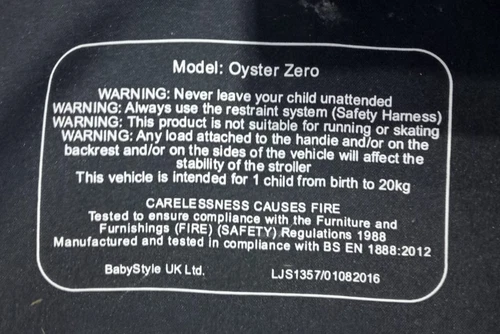 Model: Oyster Zero
WARNING: Never leave your child unattended
WARNING: Always use the restraint system (Safety Harness)
WARNING: This product is not suitable for running or skating
WARNING: Any load attached to the handie and/or on the
backrest and/or on the sides of the vehicle will affect the
stability of the stroller
This vehicle is intended for 1 child from birth to 20kg
CARELESSNESS CAUSES FIRE
Tested to ensure compliance with the Furniture and
Furnishings (FIRE) (SAFETY) Regulations 1988
Manufactured and tested in compliance with BS EN 1888:2012
BabyStyle UK Ltd. LJS1357/01082016